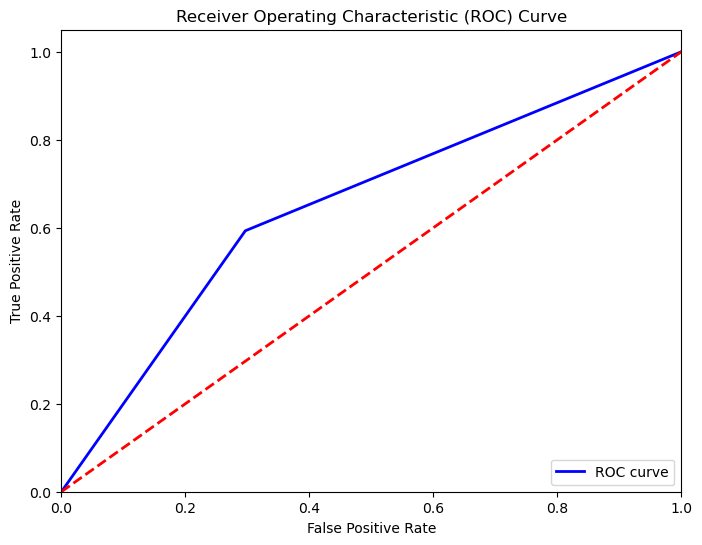 Receiver Operating Characteristic (ROC) Curve
1.0
0.8
0.6
0.4
0.2
0.0
True Positive Rate
ROC curve
0.0 0.2 0.4 0.6 0.8 1.0
False Positive Rate